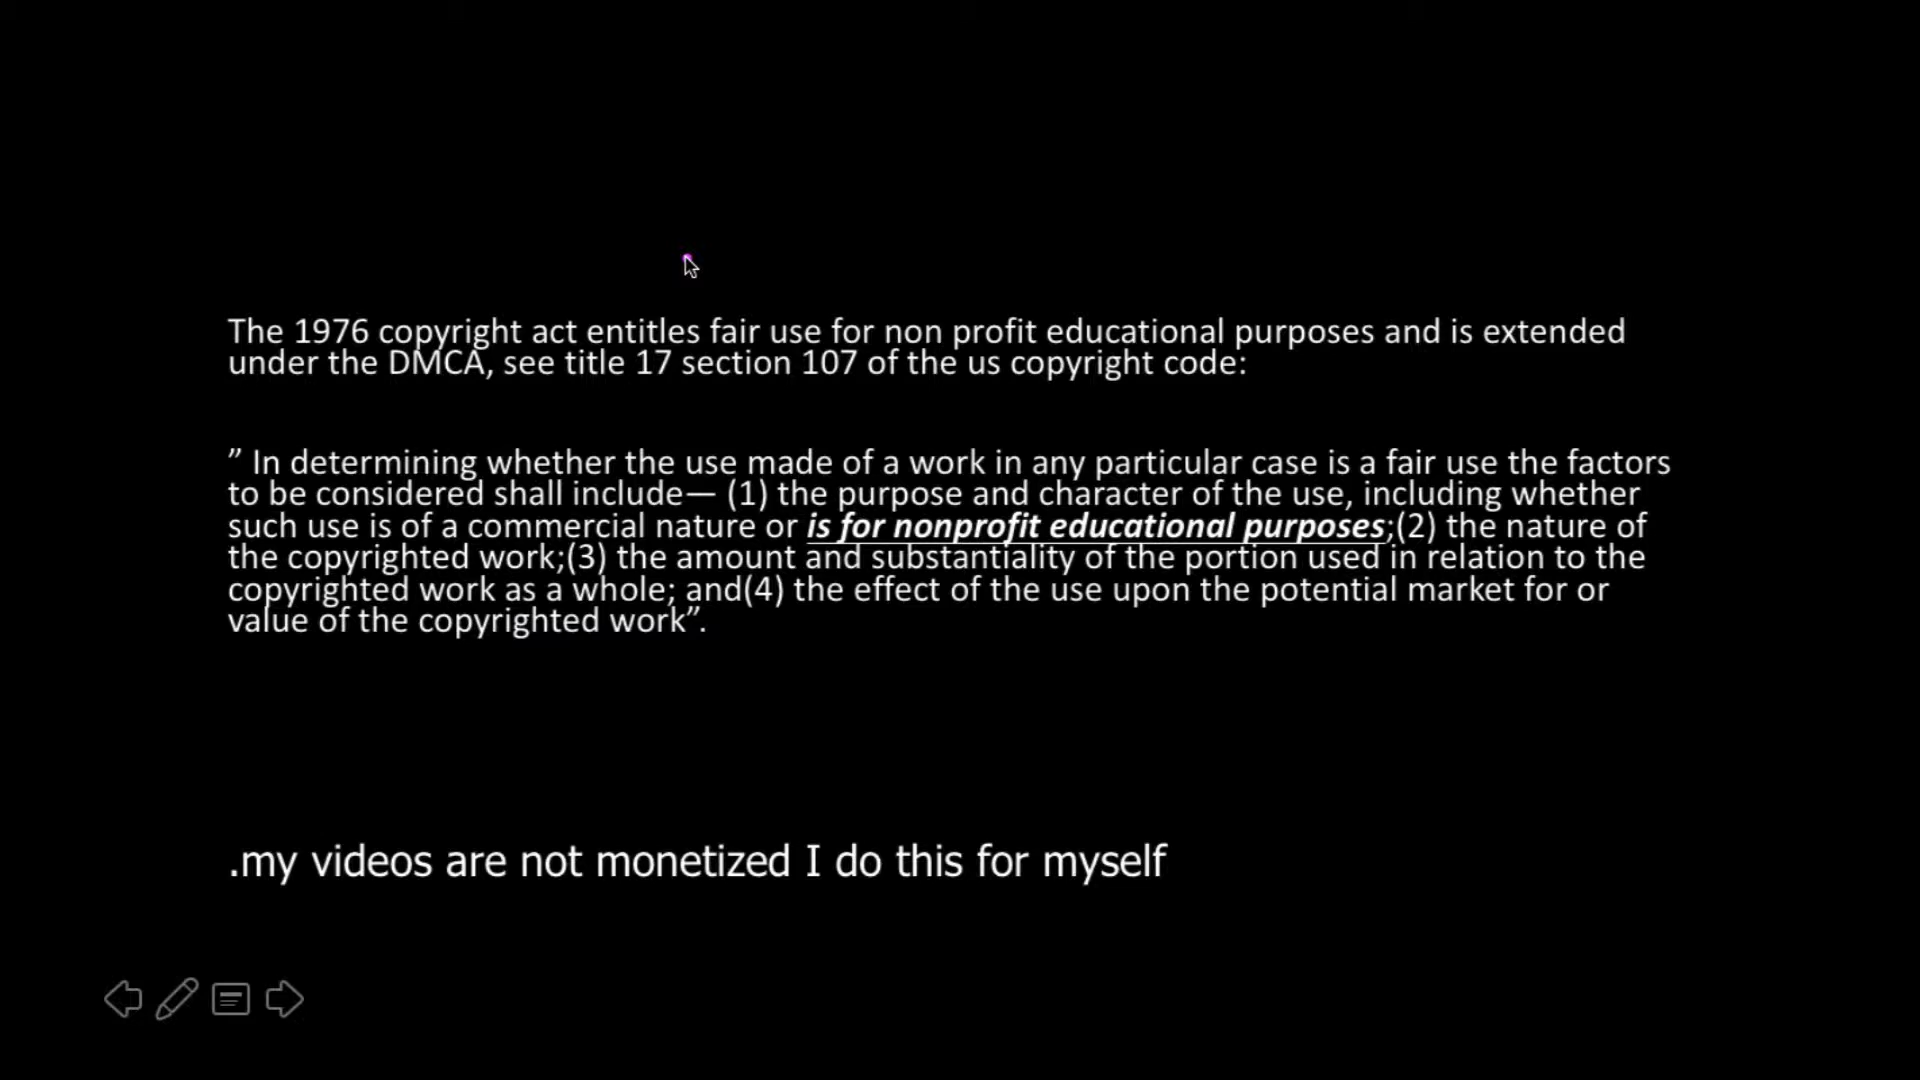 The 1976 copyright act entitles fair use for non profit educational purposes and is extended
under the DMCA, see title 17 section 107 of the us copyright code:
” In determining whether the use made of a work in any particular case is a fair use the factors
to be considered shall include— (1) the purpose and character of the use, including whether
such use is of a commercial nature or is for nonprofit educational purposes;(2) the nature of
the copyrighted work;(3) the amount and substantiality of the portion used in relation to the
copyrighted work as a whole; and(4) the effect of the use upon the potential market for or
value of the copyrighted work”.
.my videos are not monetized I do this for myself